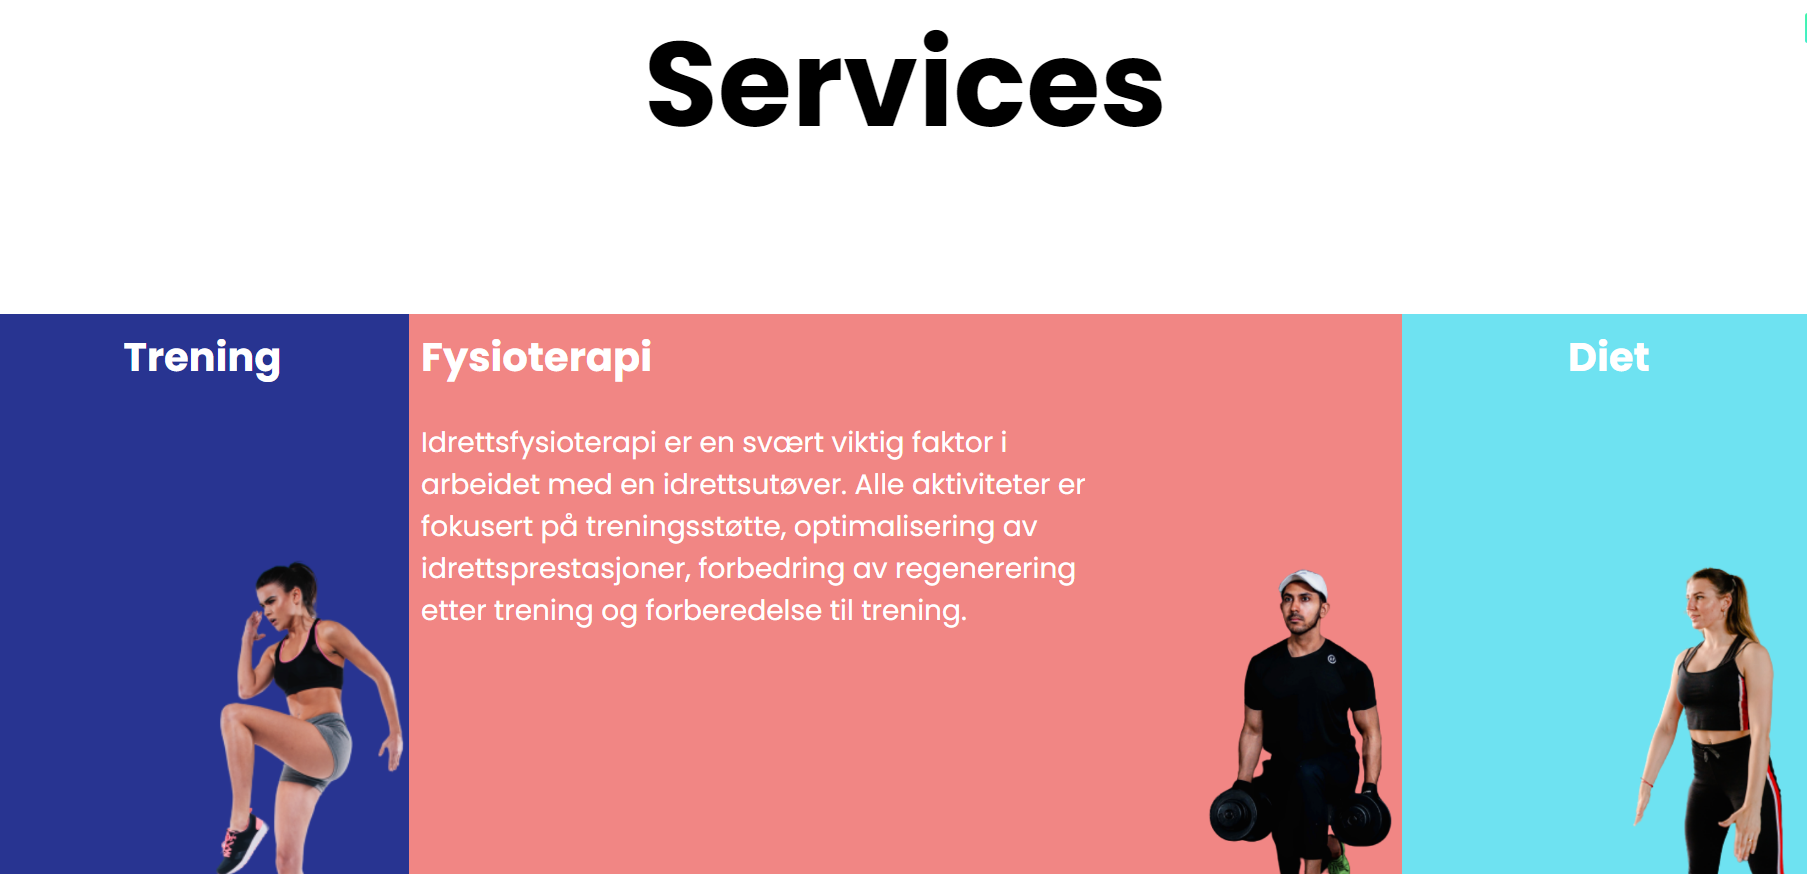 Services
Trening
Fysioterapi
Diet
Idrettsfysioterapi er en svært viktig faktor i
arbeidet med en idrettsutøver. Alle aktiviteter er
fokusert på treningsstøtte, optimalisering av
idrettsprestasjoner, forbedring av regenerering
etter trening og forberedelse til trening.